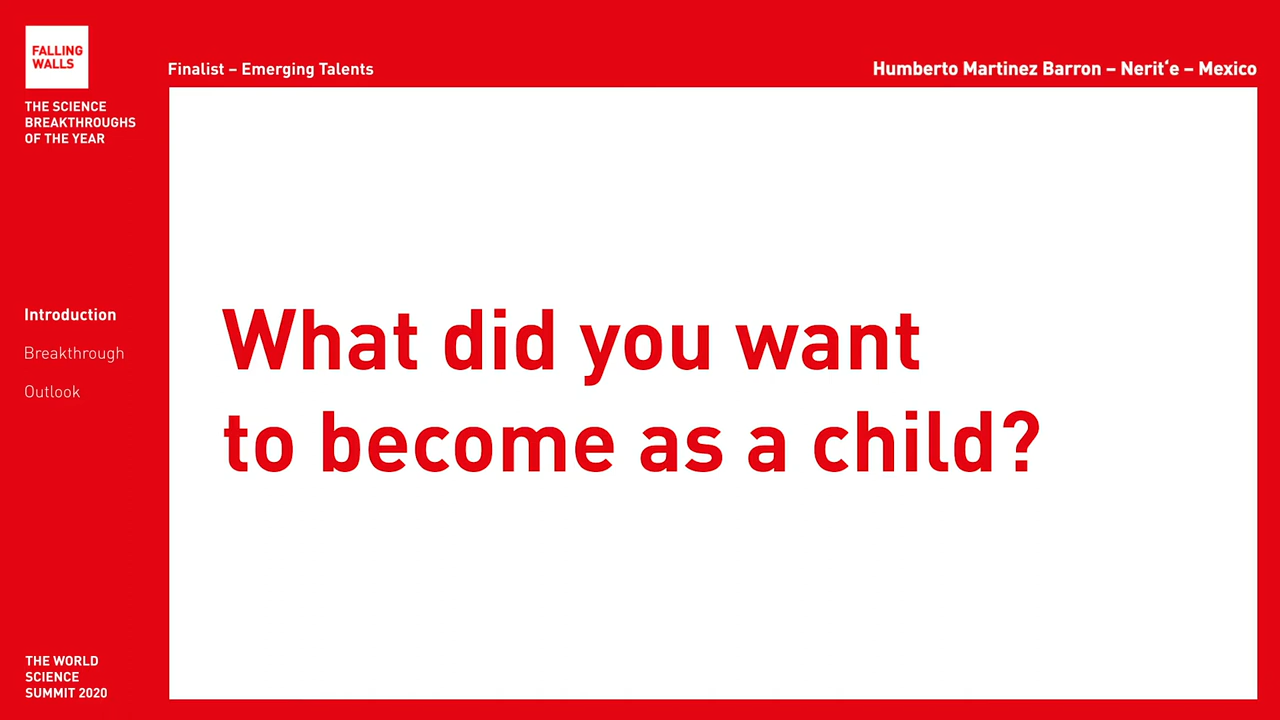 FALLING
WALLS
THE SCIENCE
BREAKTHROUGHS
OF THE YEAR
Finalist – Emerging Talents
Humberto Martinez Barron – Nerit‘e – Mexico
Introduction
Breakthrough
Outlook
What did you want
to become as a child?
THE WORLD
SCIENCE
SUMMIT 2020